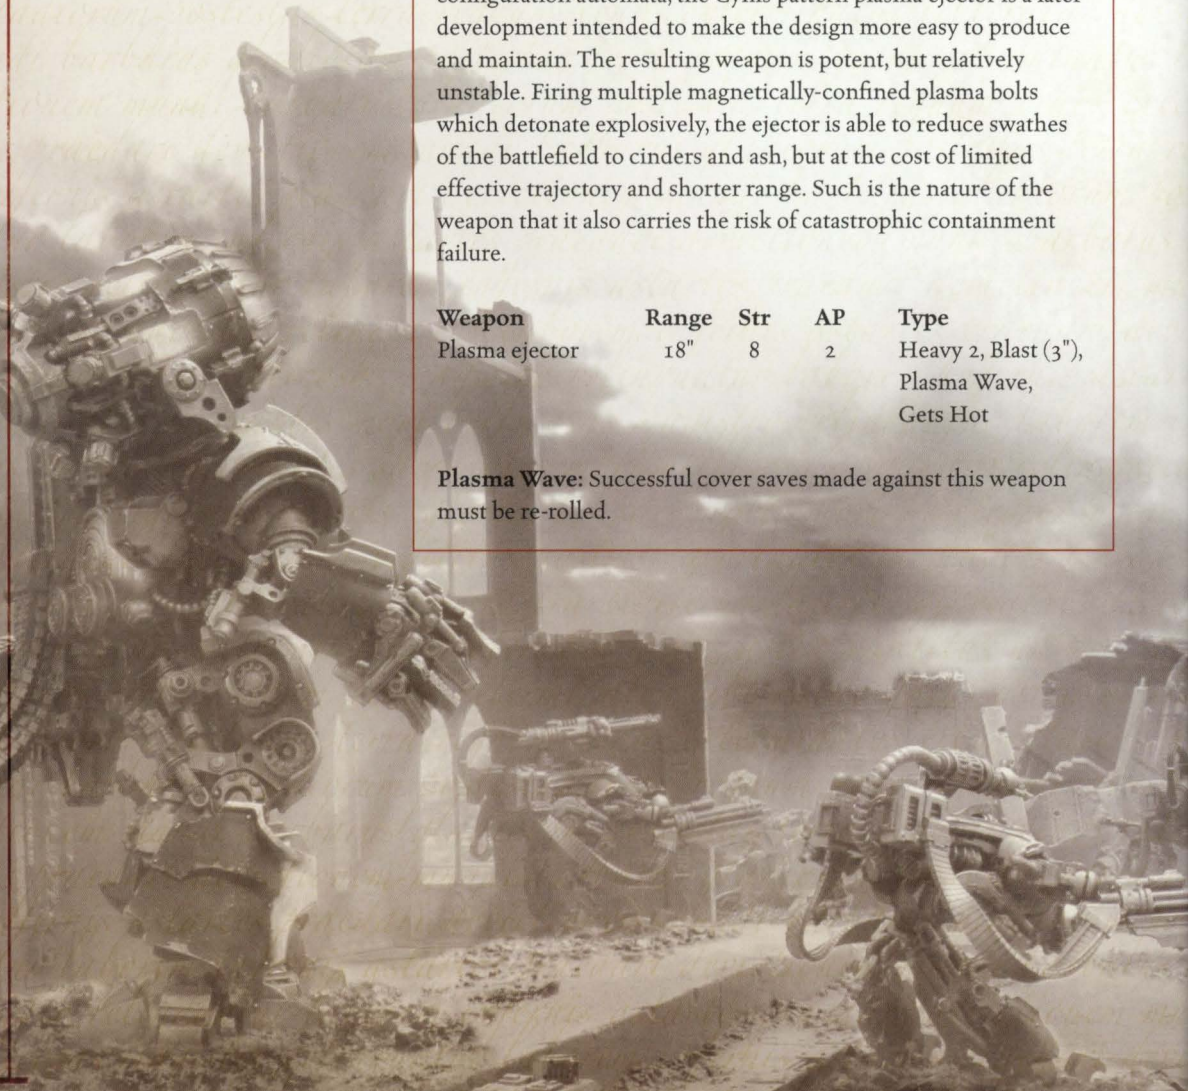 development intended to make the design more easy to produce
and maintain. The resulting weapon is potent, but relatively
unstable. Firing multiple magnetically-confined plasma bolts
which detonate explosively, the ejector is able to reduce swathes
of the battlefield to cinders and ash, but at the cost of limited
effective trajectory and shorter range. Such is the nature of the
weapon that it also carries the risk of catastrophic containment
failure.
Weapon Range Str AP Type
Plasma ejector 18" 8 2 Heavy 2, Blast (3"),
Plasma Wave,
Gets Hot
Plasma Wave: Successful cover saves made against this weapon
must be re-rolled.